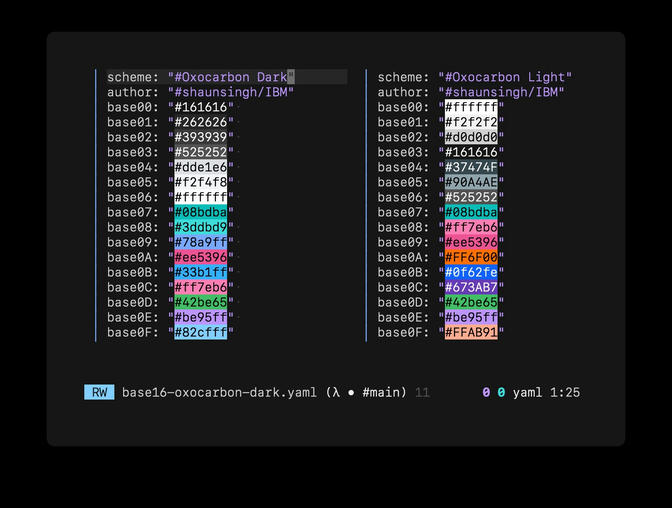 scheme: "#Oxocarbon Dark"
author: "#shaunsingh/IBM"
base00: "#161616"
base01: "#262626"
base02: "#393939"
base03: "#525252"
base04: "#dde1e6"
base05: "#f2f4f8"
base06: "#ffffff"
base07: "#08bdba"
base08: "#3ddbd9"
base09: "#78a9ff"
base0A: "#ee5396"
base0B: "#33b1ff"
base0C: "#ff7eb6"
base0D: "#42be65"
base0E: "#be95ff"
base0F: "#82cfff"
scheme: "#Oxocarbon Light"
author: "#shaunsingh/IBM"
base00: "#ffffff"
base01: "#f2f2f2"
base02: "#d0d0d0"
base03: "#161616"
base04: "#37474F"
base05: "#90A4AE"
base06: "#525252"
base07: "#08bdba"
base08: "#ff7eb6"
base09: "#ee5396"
base0A: "#FF6F00"
base0B: "#0f62fe"
base0C: "#673AB7"
base0D: "#42be65"
base0E: "#be95ff"
base0F: "#FFAB91"
RW base16-oxocarbon-dark.yaml (λ • #main) 11 0 0 yaml 1:25